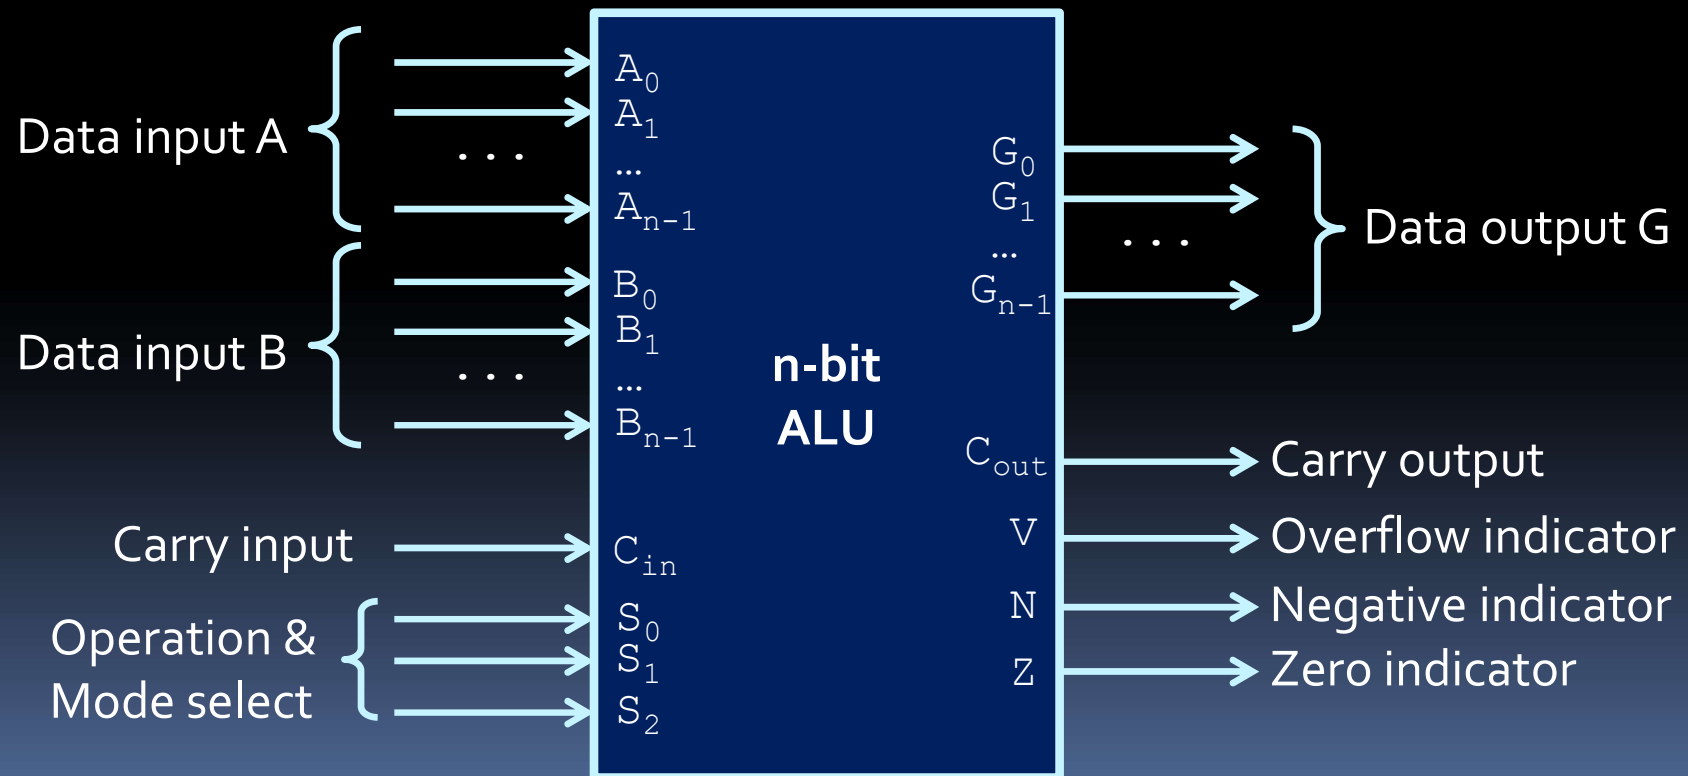 Data input A
. . .
A₀
A₁
...
Aₙ₋₁
Data input B
. . .
B₀
B₁
...
Bₙ₋₁
Carry input
Cᵢₙ
Operation &
Mode select
S₀
S₁
S₂
n-bit
ALU
G₀
G₁
...
Gₙ₋₁
. . .
Data output G
Cₒᵤₜ
Carry output
V
Overflow indicator
N
Negative indicator
Z
Zero indicator